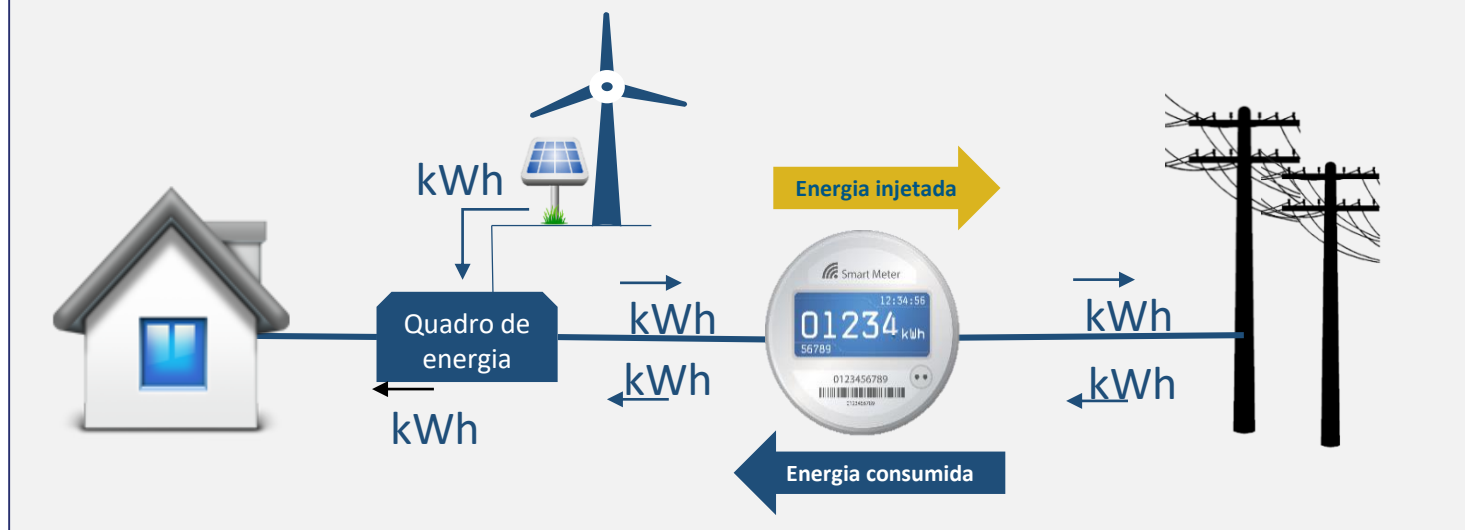 kWh
Energia injetada
Smart Meter
12:34:56
01234 kWh
56789
0123456789
0123456789
Quadro de
energia
kWh
kWh
kWh
kWh
kWh
Energia consumida